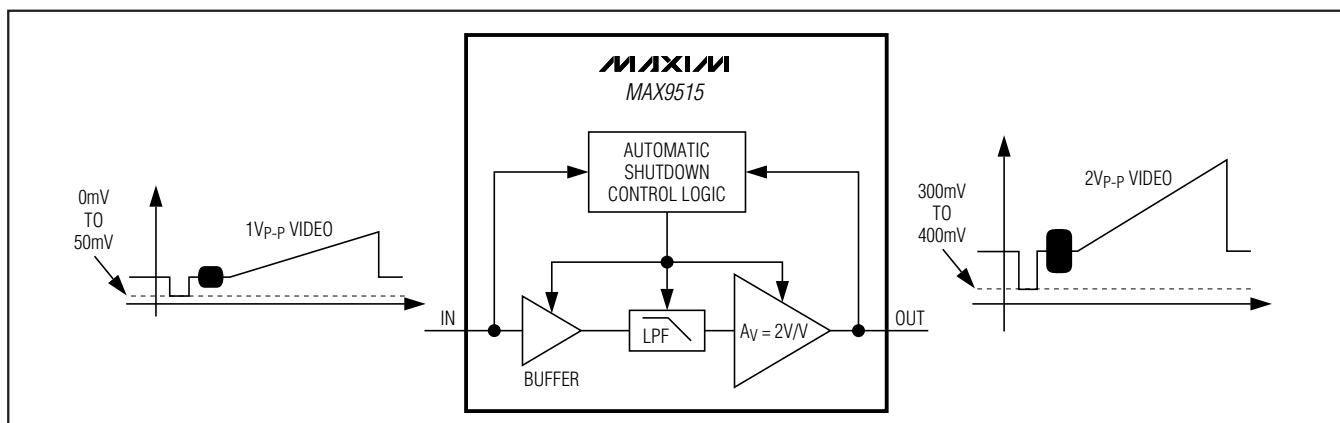 MAXIM
MAX9515
AUTOMATIC
SHUTDOWN
CONTROL LOGIC
0mV
TO
50mV
1VP-P VIDEO
IN
BUFFER
LPF
AV = 2V/V
OUT
300mV
TO
400mV
2VP-P VIDEO